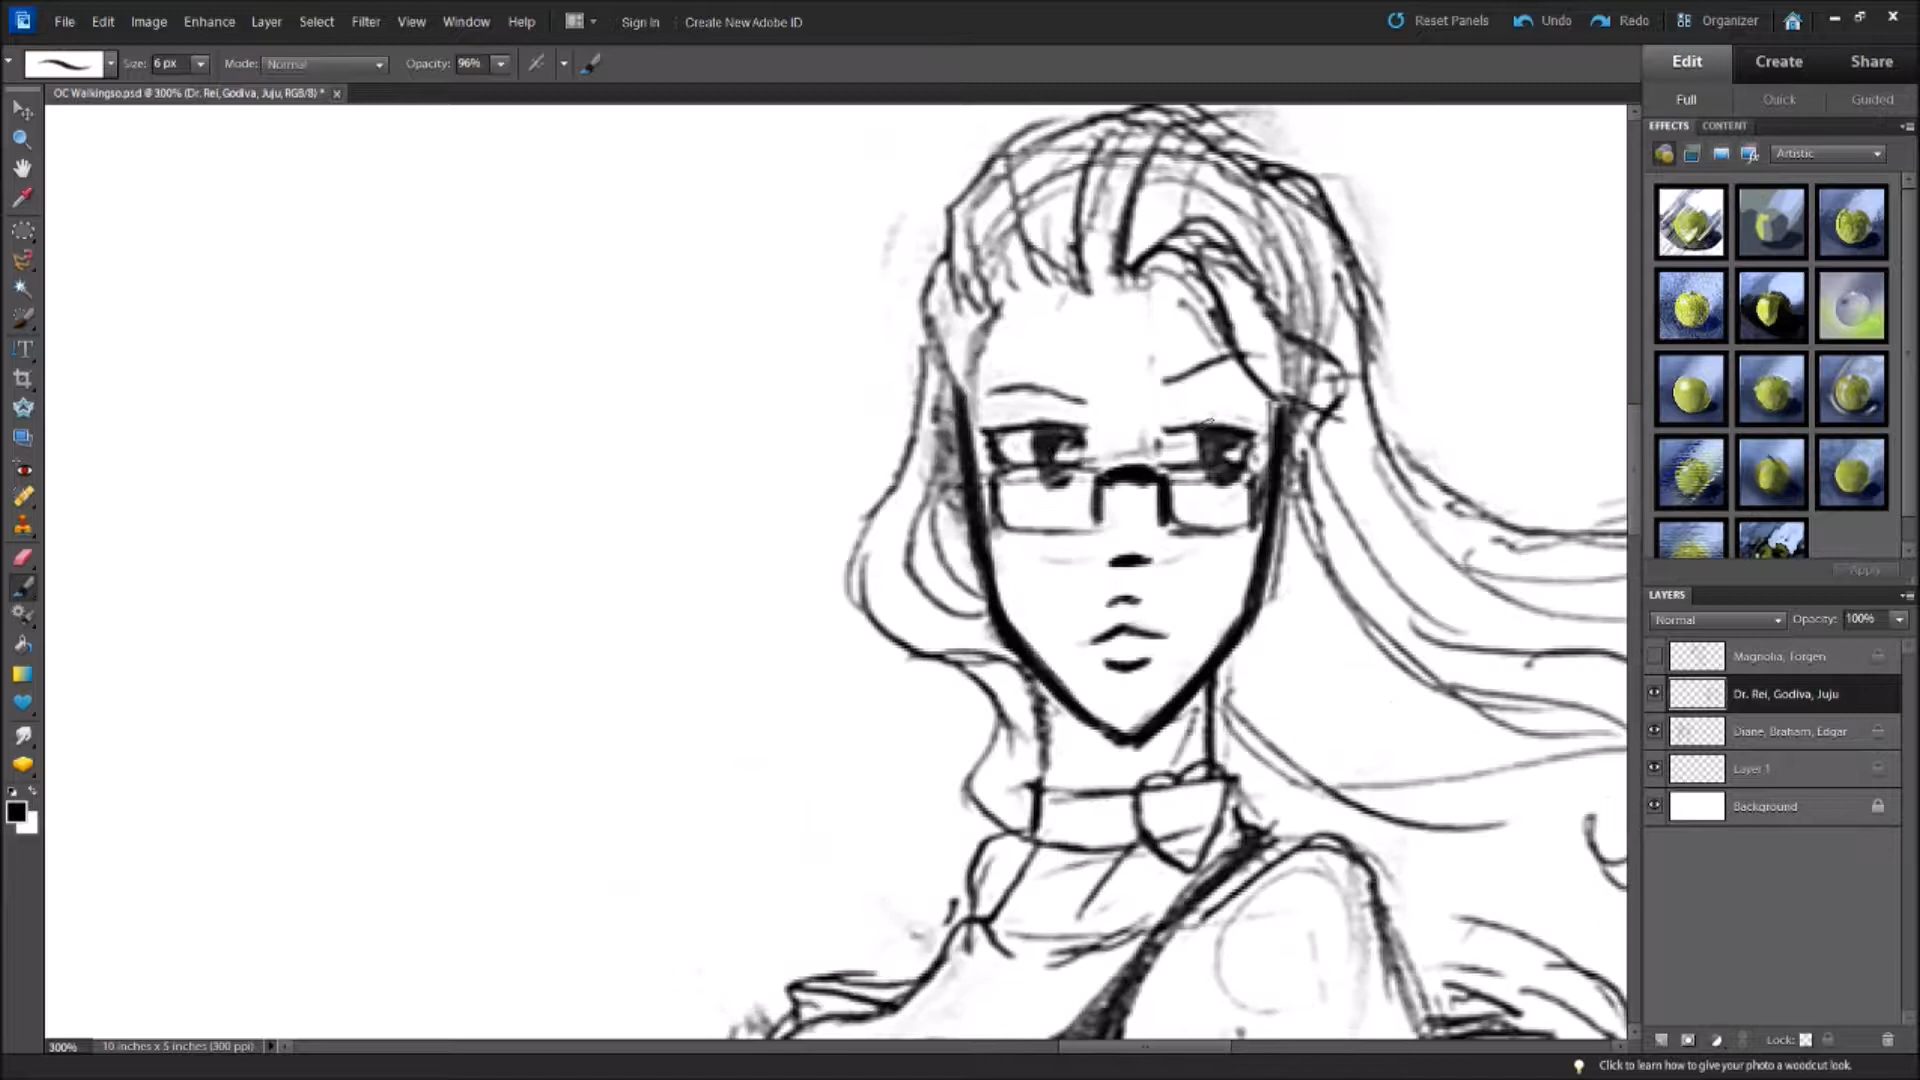 File Edit Image Enhance Layer Select Filter View Window Help Sign In Create New Adobe ID Reset Panels Undo Redo Organizer
Size: 6 px Mode: Normal Opacity: 96% Edit Create Share
OC Walkingso.psd @ 300% (Dr. Rei, Godiva, Juju, RGB/8) * Full Quick Guided
EFFECTS CONTENT
Artistic
Apply
LAYERS
Normal Opacity: 100%
Magnolia, Torgen
Dr. Rei, Godiva, Juju
Diane, Braham, Edgar
Layer 1
Background
Lock:
300% 10 inches x 5 inches (300 ppi)
Click to learn how to give your photo a woodcut look.